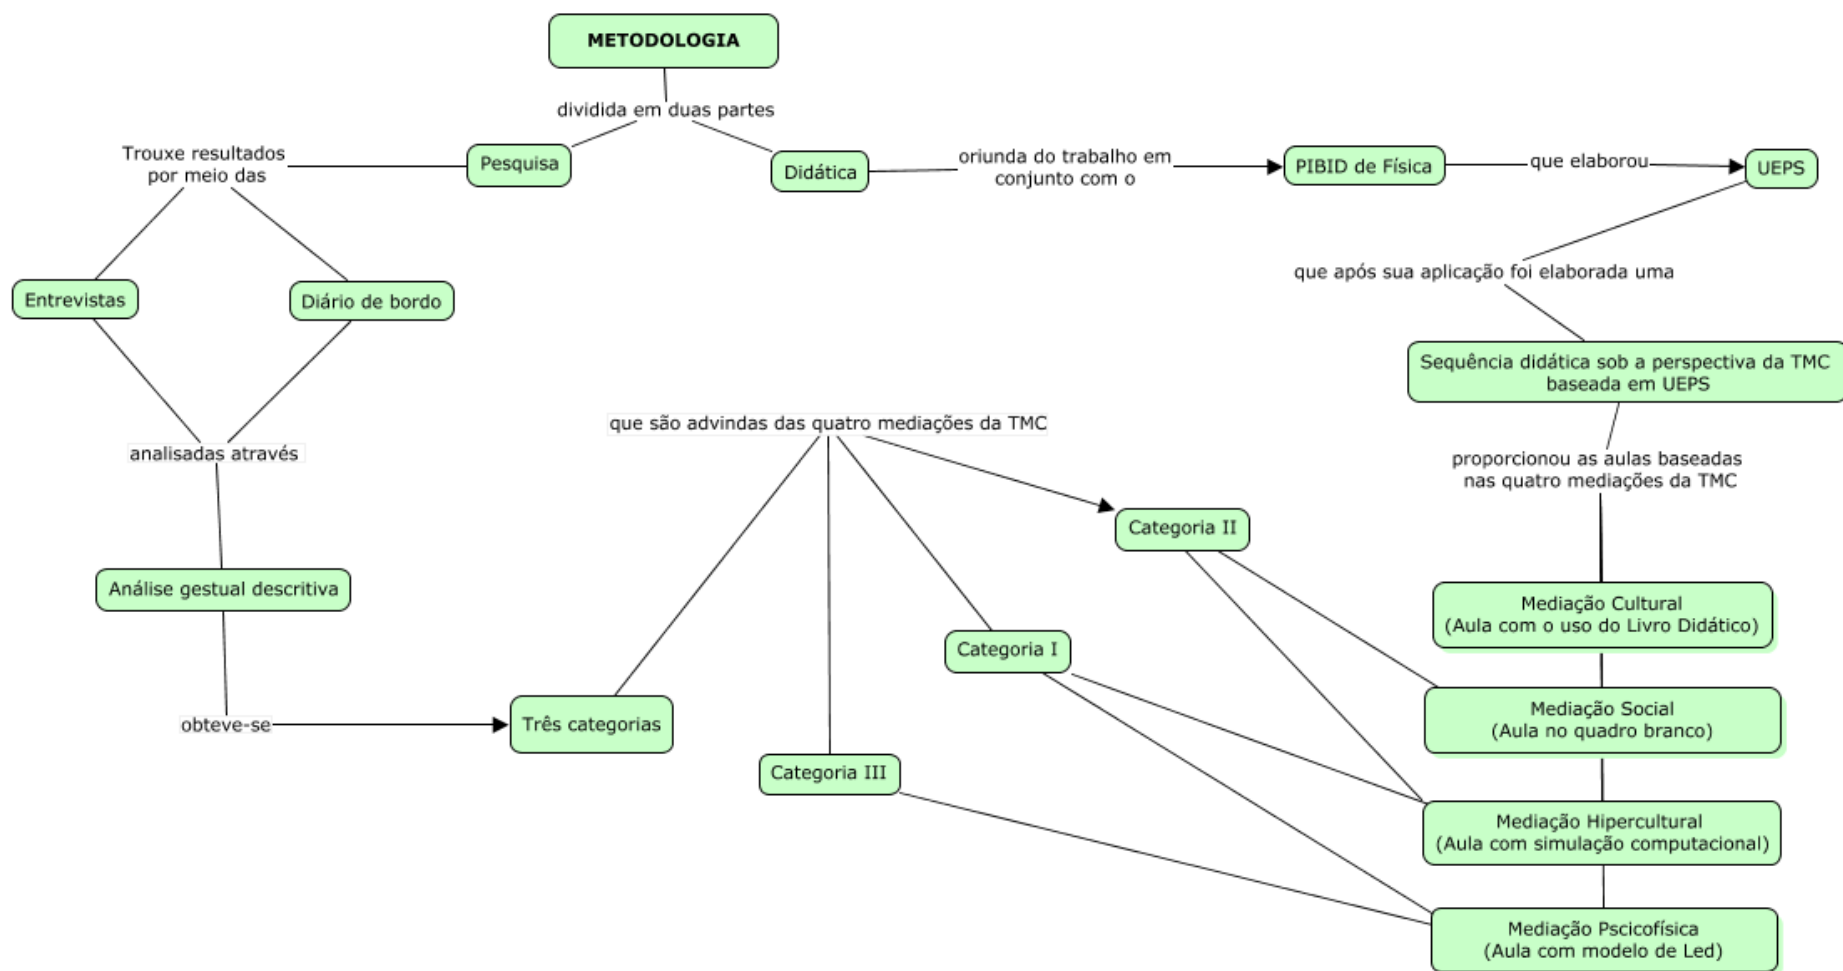 METODOLOGIA
dividida em duas partes
Trouxe resultados
por meio das
Pesquisa
Didática
oriunda do trabalho em
conjunto com o
PIBID de Física
que elaborou
UEPS
Entrevistas
Diário de bordo
que após sua aplicação foi elaborada uma
Sequência didática sob a perspectiva da TMC
baseada em UEPS
analisadas através
que são advindas das quatro mediações da TMC
proporcionou as aulas baseadas
nas quatro mediações da TMC
Categoria II
Análise gestual descritiva
Mediação Cultural
(Aula com o uso do Livro Didático)
Categoria I
obteve-se
Três categorias
Mediação Social
(Aula no quadro branco)
Categoria III
Mediação Hipercultural
(Aula com simulação computacional)
Mediação Pscicofísica
(Aula com modelo de Led)